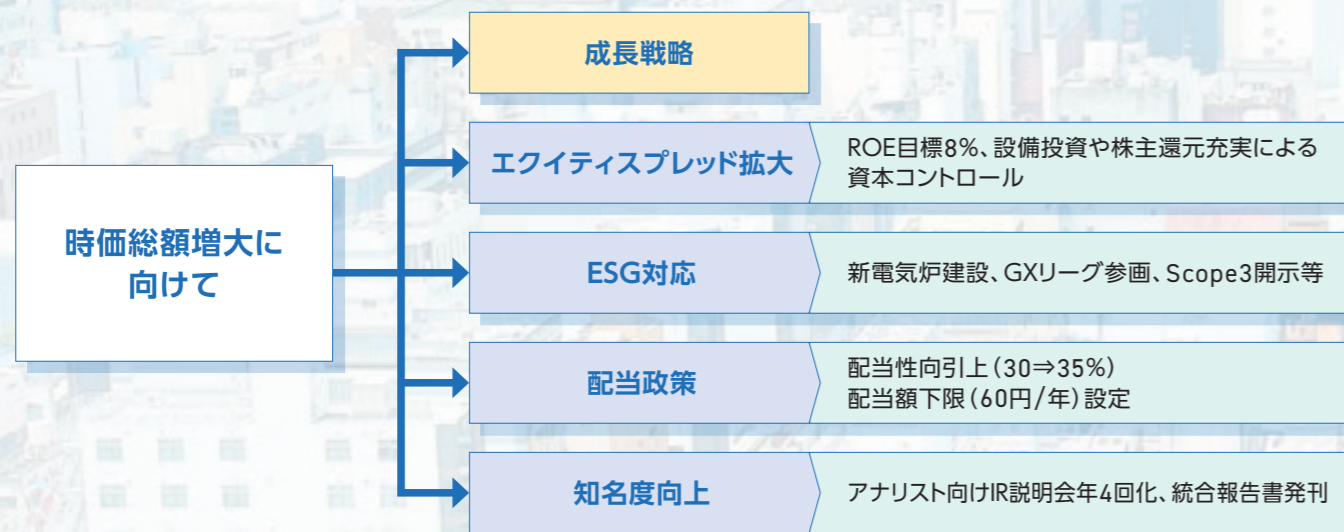 時価総額増大に
向けて
成長戦略
エクイティスプレッド拡大
ROE目標8%、設備投資や株主還元充実による
資本コントロール
ESG対応
新電気炉建設、GXリーグ参画、Scope3開示等
配当政策
配当性向引上(30⇒35%)
配当額下限(60円/年)設定
知名度向上
アナリスト向けIR説明会年4回化、統合報告書発刊